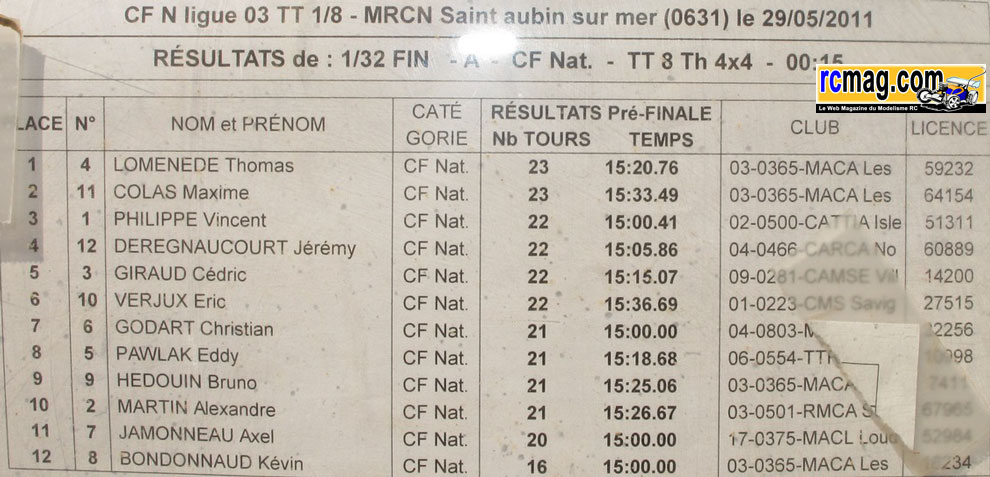 CF N ligue 03 TT 1/8 - MRCN Saint aubin sur mer (0631) le 29/05/2011
RÉSULTATS de : 1/32 FIN - A - CF Nat. - TT 8 Th 4x4 - 00:15
rcmag.com
Le Web Magazine du Modelisme RC
LACE N° NOM et PRÉNOM CATÉ GORIE RÉSULTATS Pré-FINALE CLUB LICENCE
Nb TOURS TEMPS
1 4 LOMENEDE Thomas CF Nat. 23 15:20.76 03-0365-MACA Les 59232
2 11 COLAS Maxime CF Nat. 23 15:33.49 03-0365-MACA Les 64154
3 1 PHILIPPE Vincent CF Nat. 22 15:00.41 02-0500-CATTIA Isle 51311
4 12 DEREGNAUCOURT Jérémy CF Nat. 22 15:05.86 04-0466-CARCA No 60889
5 3 GIRAUD Cédric CF Nat. 22 15:15.07 09-0281-CAMSE Vill 14200
6 10 VERJUX Eric CF Nat. 22 15:36.69 01-0223-CMS Savig 27515
7 6 GODART Christian CF Nat. 21 15:00.00 04-0803-M 2256
8 5 PAWLAK Eddy CF Nat. 21 15:18.68 06-0554-TT
9 9 HEDOUIN Bruno CF Nat. 21 15:25.06 03-0365-MACA
10 2 MARTIN Alexandre CF Nat. 21 15:26.67 03-0501-RMCA 67965
11 7 JAMONNEAU Axel CF Nat. 20 15:00.00 17-0375-MACL Loud 52984
12 8 BONDONNAUD Kévin CF Nat. 16 15:00.00 03-0365-MACA Les